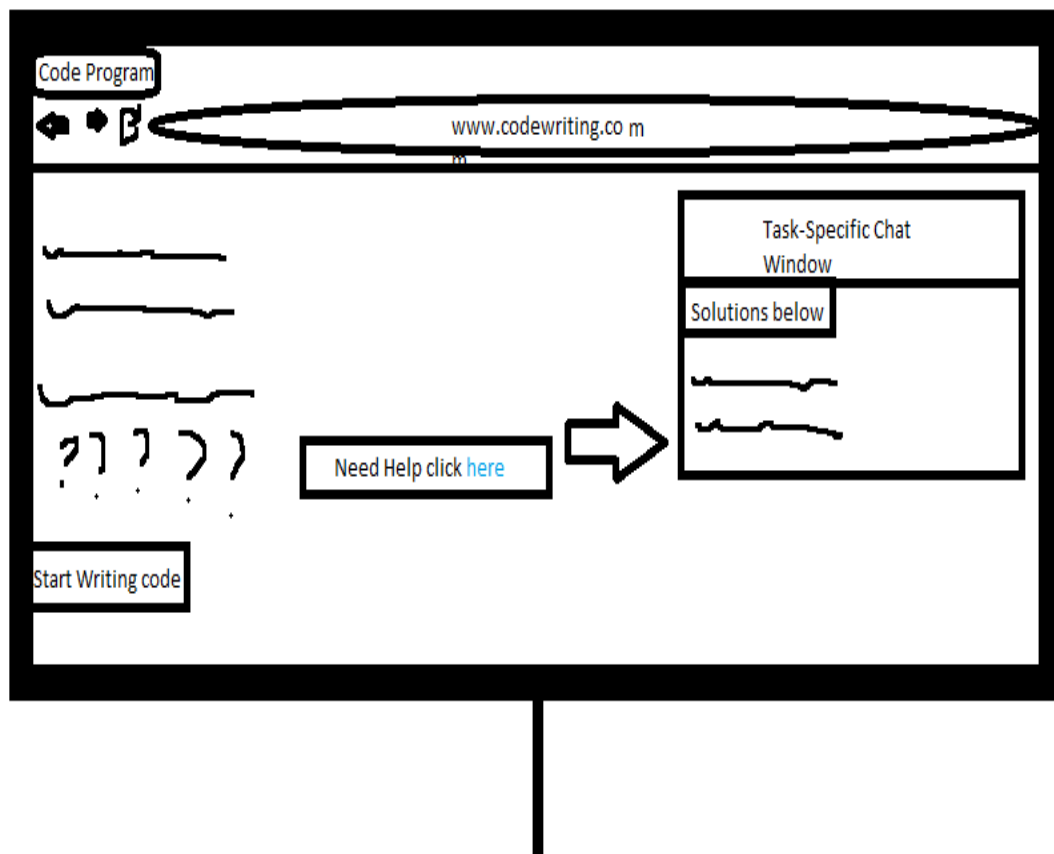 Code Program
www.codewriting.co m
m
Task-Specific Chat
Window
Solutions below
? ? ? ? ?
Need Help click here
Start Writing code